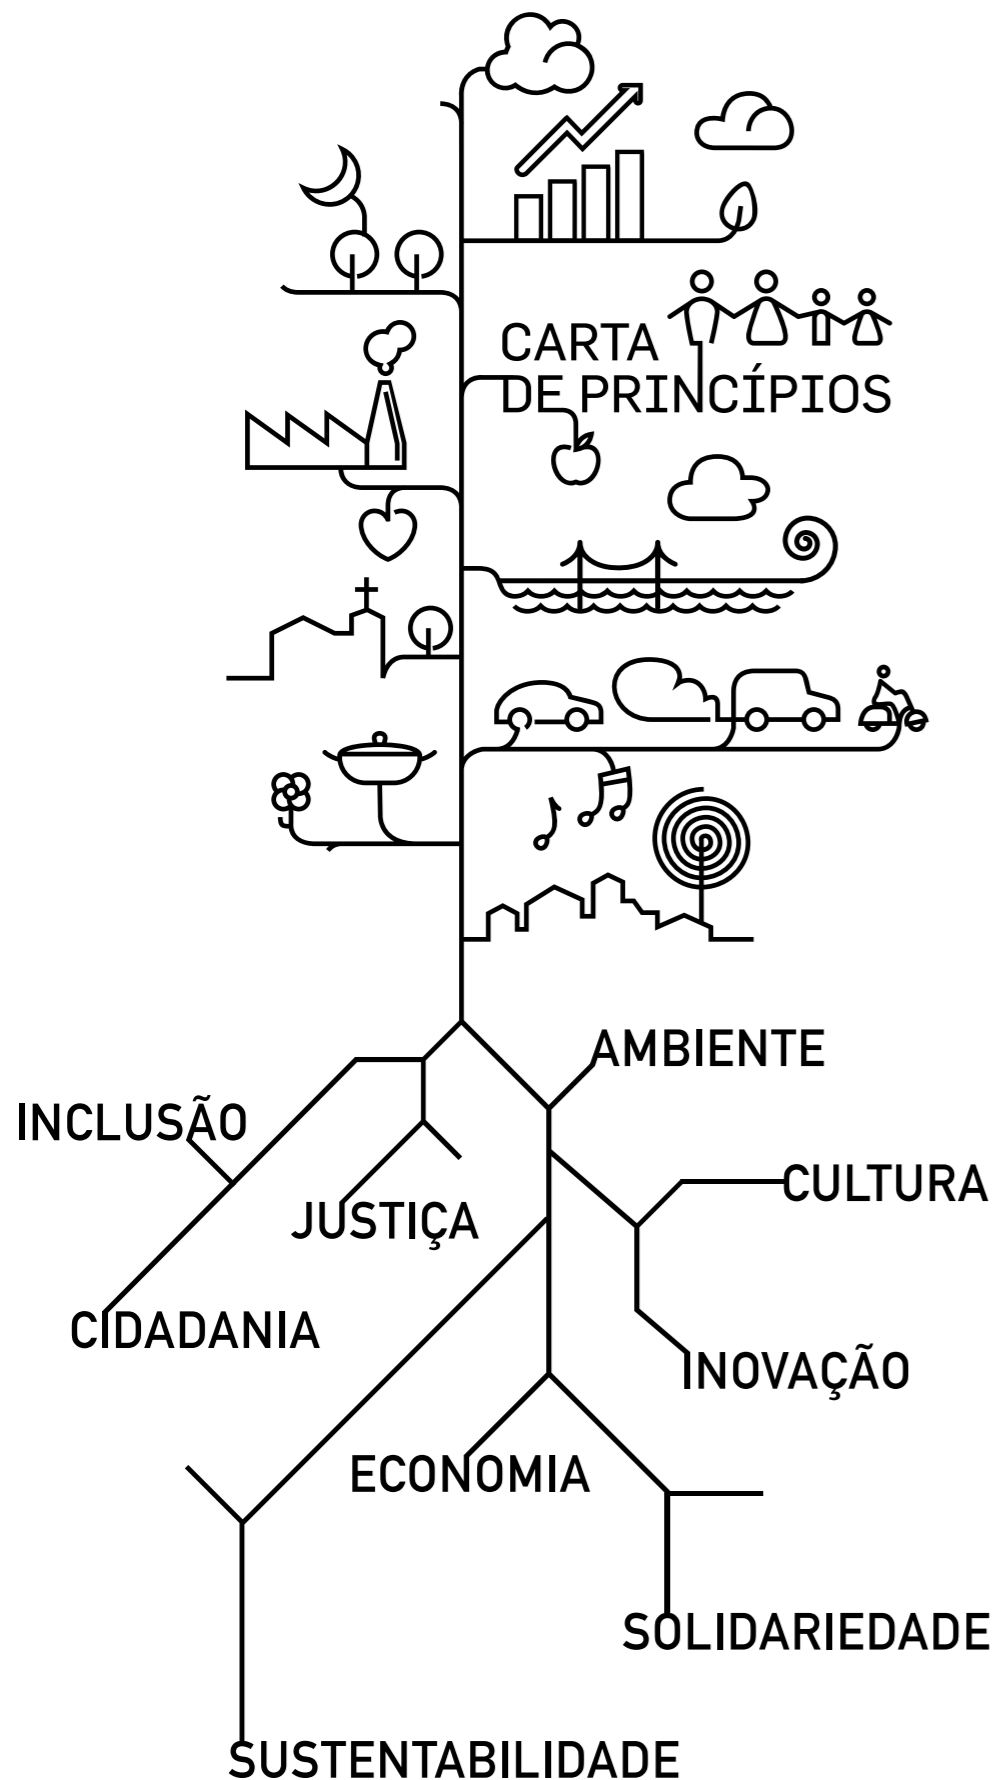 CARTA
DE PRINCÍPIOS
AMBIENTE
INCLUSÃO
CULTURA
JUSTIÇA
CIDADANIA
INOVAÇÃO
ECONOMIA
SOLIDARIEDADE
SUSTENTABILIDADE